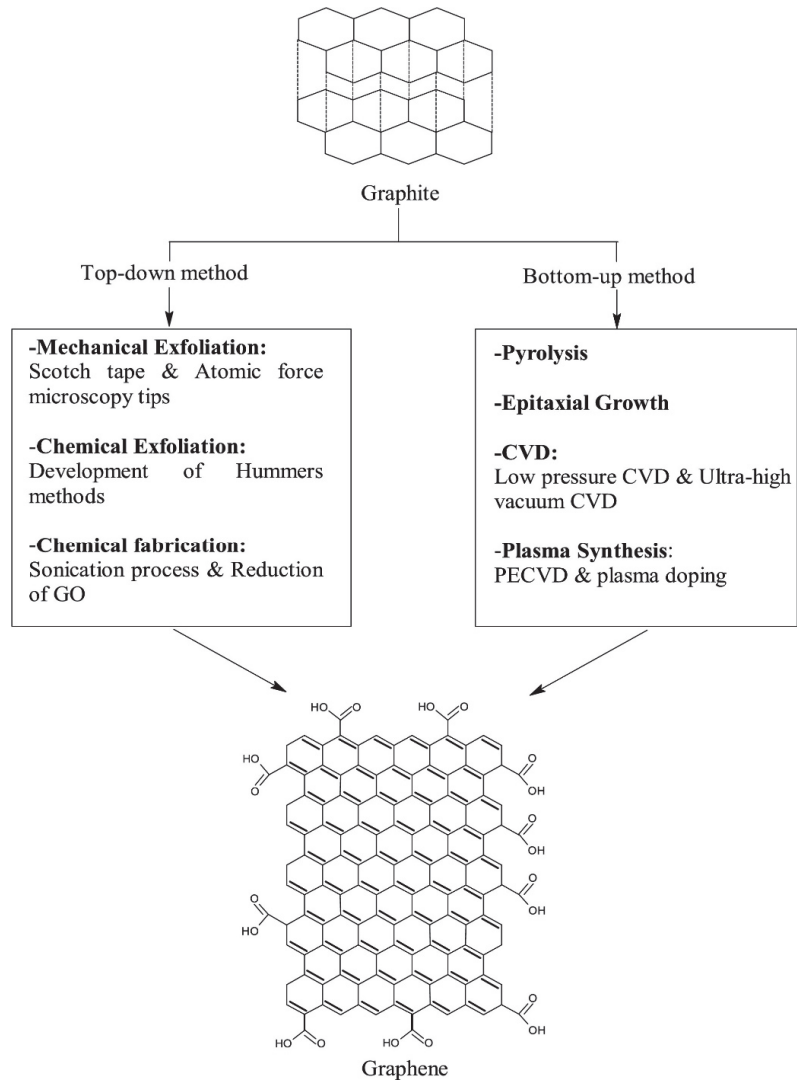 Graphite
Top-down method
Bottom-up method
-Mechanical Exfoliation:
Scotch tape & Atomic force
microscopy tips
-Chemical Exfoliation:
Development of Hummers
methods
-Chemical fabrication:
Sonication process & Reduction
of GO
-Pyrolysis
-Epitaxial Growth
-CVD:
Low pressure CVD & Ultra-high
vacuum CVD
-Plasma Synthesis:
PECVD & plasma doping
HO O
HO O
HO
O
O
OH
O
OH
O
OH
O
HO
O
OH
HO O
HO O
Graphene